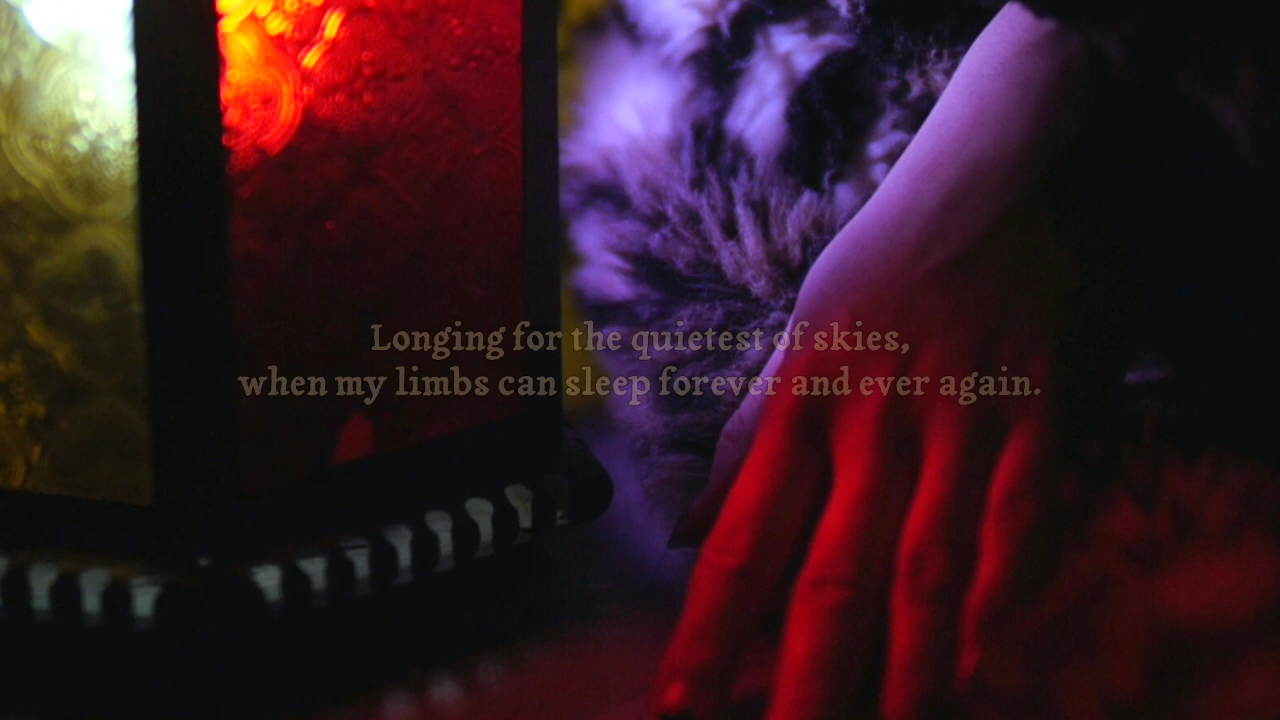 Longing for the quietest of skies,
when my limbs can sleep forever and ever again.